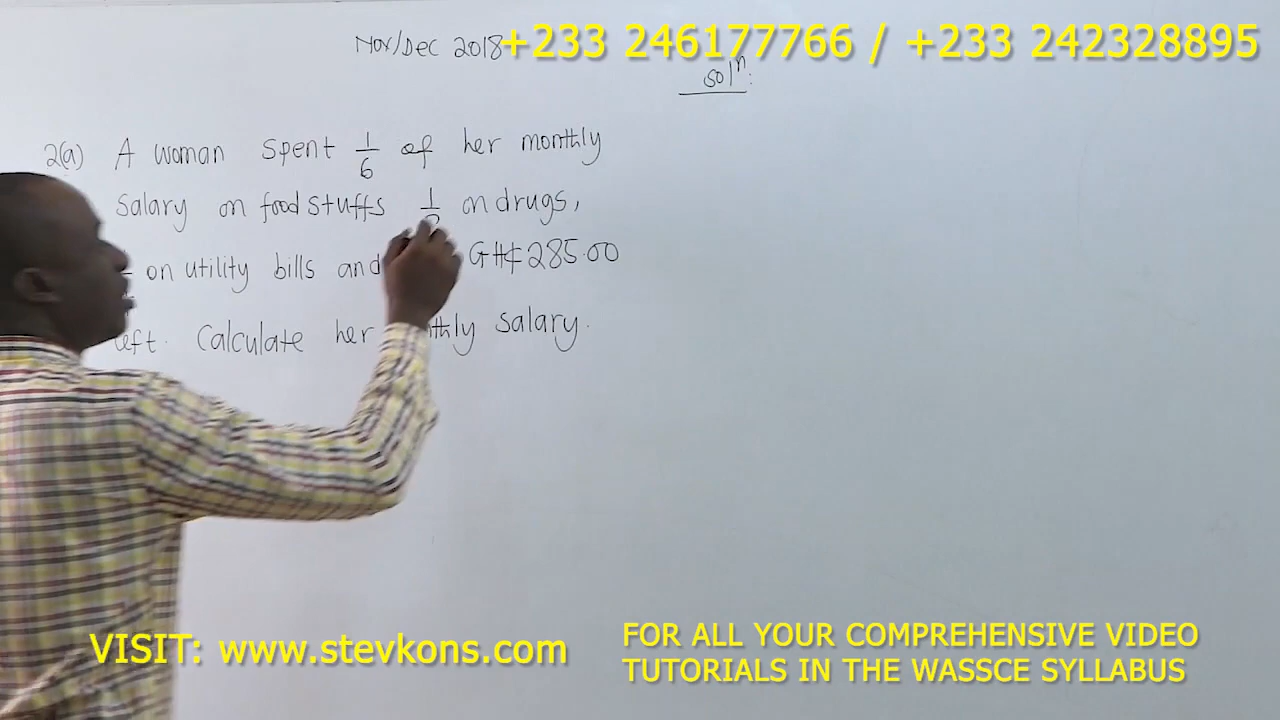 Nov/Dec 2018 +233 246177766 / +233 242328895
solⁿ:
2(a) A woman spent 1/6 of her monthly
salary on foodstuffs on drugs,
on utility bills and GH₵285.00
Calculate her salary.
VISIT: www.stevkons.com
FOR ALL YOUR COMPREHENSIVE VIDEO
TUTORIALS IN THE WASSCE SYLLABUS